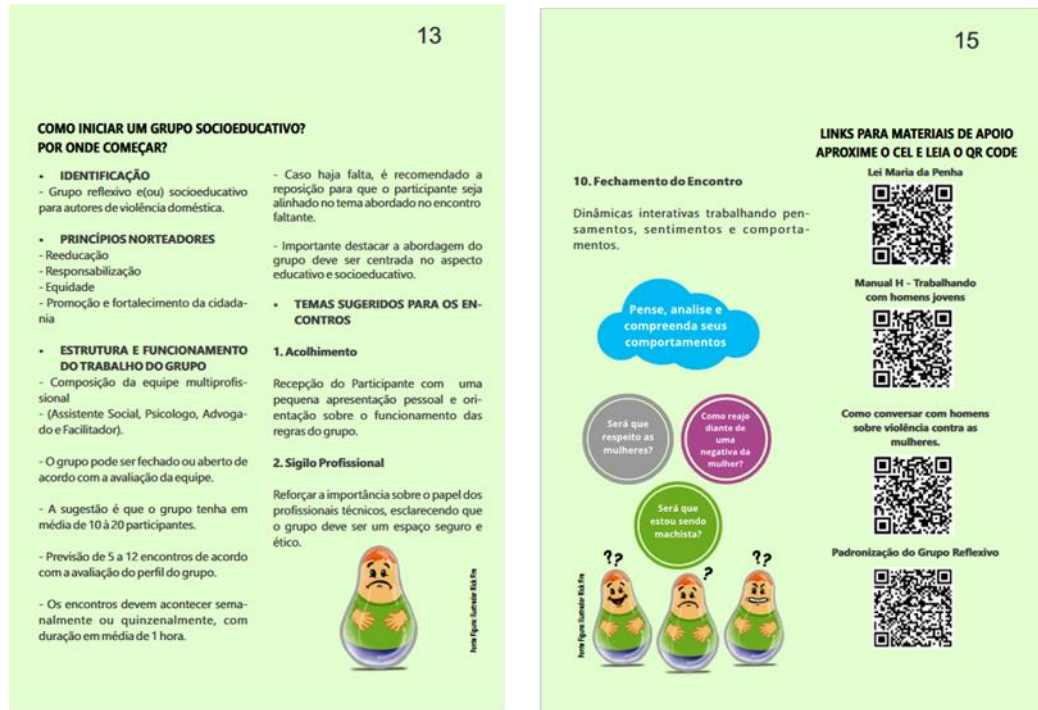 13
COMO INICIAR UM GRUPO SOCIOEDUCATIVO?
POR ONDE COMEÇAR?
• IDENTIFICAÇÃO
- Grupo reflexivo e(ou) socioeducativo
para autores de violência doméstica.
• PRINCÍPIOS NORTEADORES
- Reeducação
- Responsabilização
- Equidade
- Promoção e fortalecimento da cidada-
nia
• ESTRUTURA E FUNCIONAMENTO
DO TRABALHO DO GRUPO
- Composição da equipe multiprofis-
sional
- (Assistente Social, Psicologo, Advoga-
do e Facilitador).
- O grupo pode ser fechado ou aberto de
acordo com a avaliação da equipe.
- A sugestão é que o grupo tenha em
média de 10 à 20 participantes.
- Previsão de 5 a 12 encontros de acordo
com a avaliação do perfil do grupo.
- Os encontros devem acontecer sema-
nalmente ou quinzenalmente, com
duração em média de 1 hora.
- Caso haja falta, é recomendado a
reposição para que o participante seja
alinhado no tema abordado no encontro
faltante.
- Importante destacar a abordagem do
grupo deve ser centrada no aspecto
educativo e socioeducativo.
• TEMAS SUGERIDOS PARA OS EN-
CONTROS
1. Acolhimento
Recepção do Participante com uma
pequena apresentação pessoal e ori-
entação sobre o funcionamento das
regras do grupo.
2. Sigilo Profissional
Reforçar a importância sobre o papel dos
profissionais técnicos, esclarecendo que
o grupo deve ser um espaço seguro e
ético.
Fonte Figura: Ilustrador Rick Fire
15
10. Fechamento do Encontro
Dinâmicas interativas trabalhando pen-
samentos, sentimentos e comporta-
mentos.
Pense, analise e
compreenda seus
comportamentos
Será que
respeito as
mulheres?
Como reajo
diante de
uma
negativa da
mulher?
Será que
estou sendo
machista?
??
?
??
Fonte Figura: Ilustrador Rick Fire
LINKS PARA MATERIAIS DE APOIO
APROXIME O CEL E LEIA O QR CODE
Lei Maria da Penha
Manual H - Trabalhando
com homens jovens
Como conversar com homens
sobre violência contra as
mulheres.
Padronização do Grupo Reflexivo